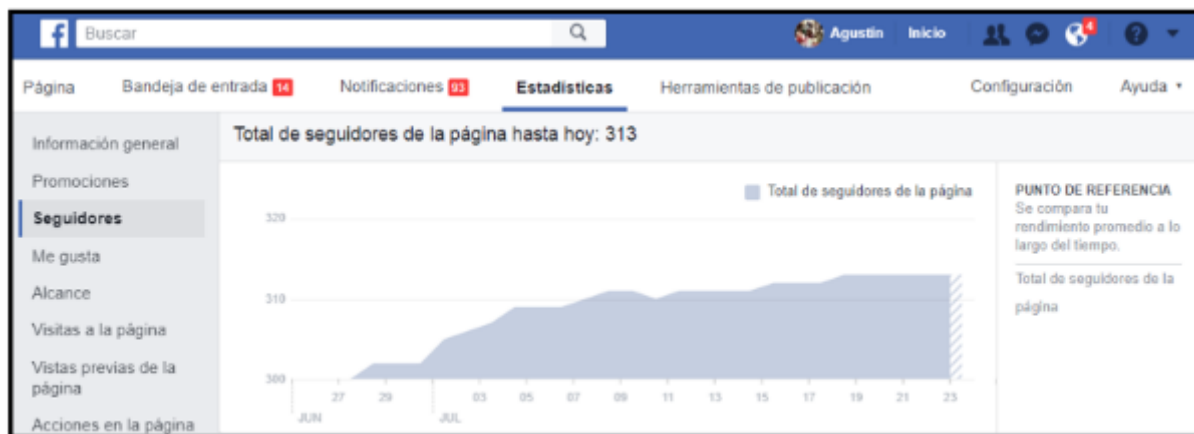 f Buscar Agustin Inicio 4
Página Bandeja de entrada 14 Notificaciones 93 Estadísticas Herramientas de publicación Configuración Ayuda
Información general
Promociones
Seguidores
Me gusta
Alcance
Visitas a la página
Vistas previas de la
página
Acciones en la página
Total de seguidores de la página hasta hoy: 313
Total de seguidores de la página
320
310
300
27 29 03 05 07 09 11 13 15 17 19 21 23
JUN JUL
PUNTO DE REFERENCIA
Se compara tu
rendimiento promedio a lo
largo del tiempo.
Total de seguidores de la
página